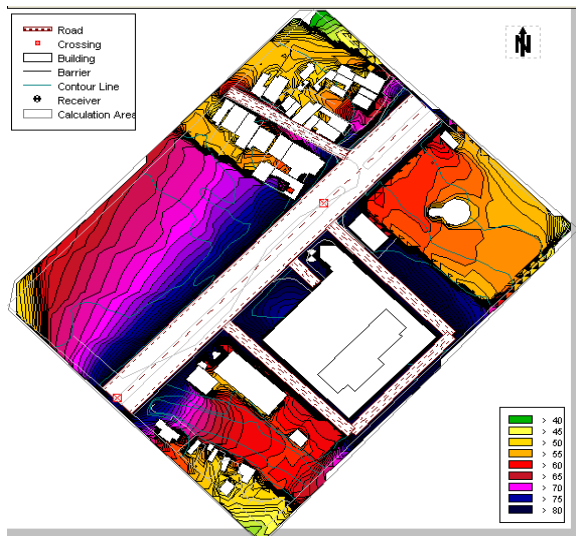 Road
Crossing
Building
Barrier
Contour Line
Receiver
Calculation Area
N
> 40
> 45
> 50
> 55
> 60
> 65
> 70
> 75
> 80